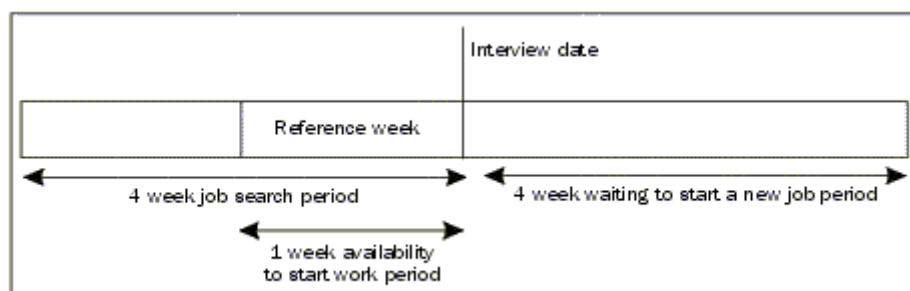 Interview date
Reference week
4 week job search period
4 week waiting to start a new job period
1 week availability
to start work period